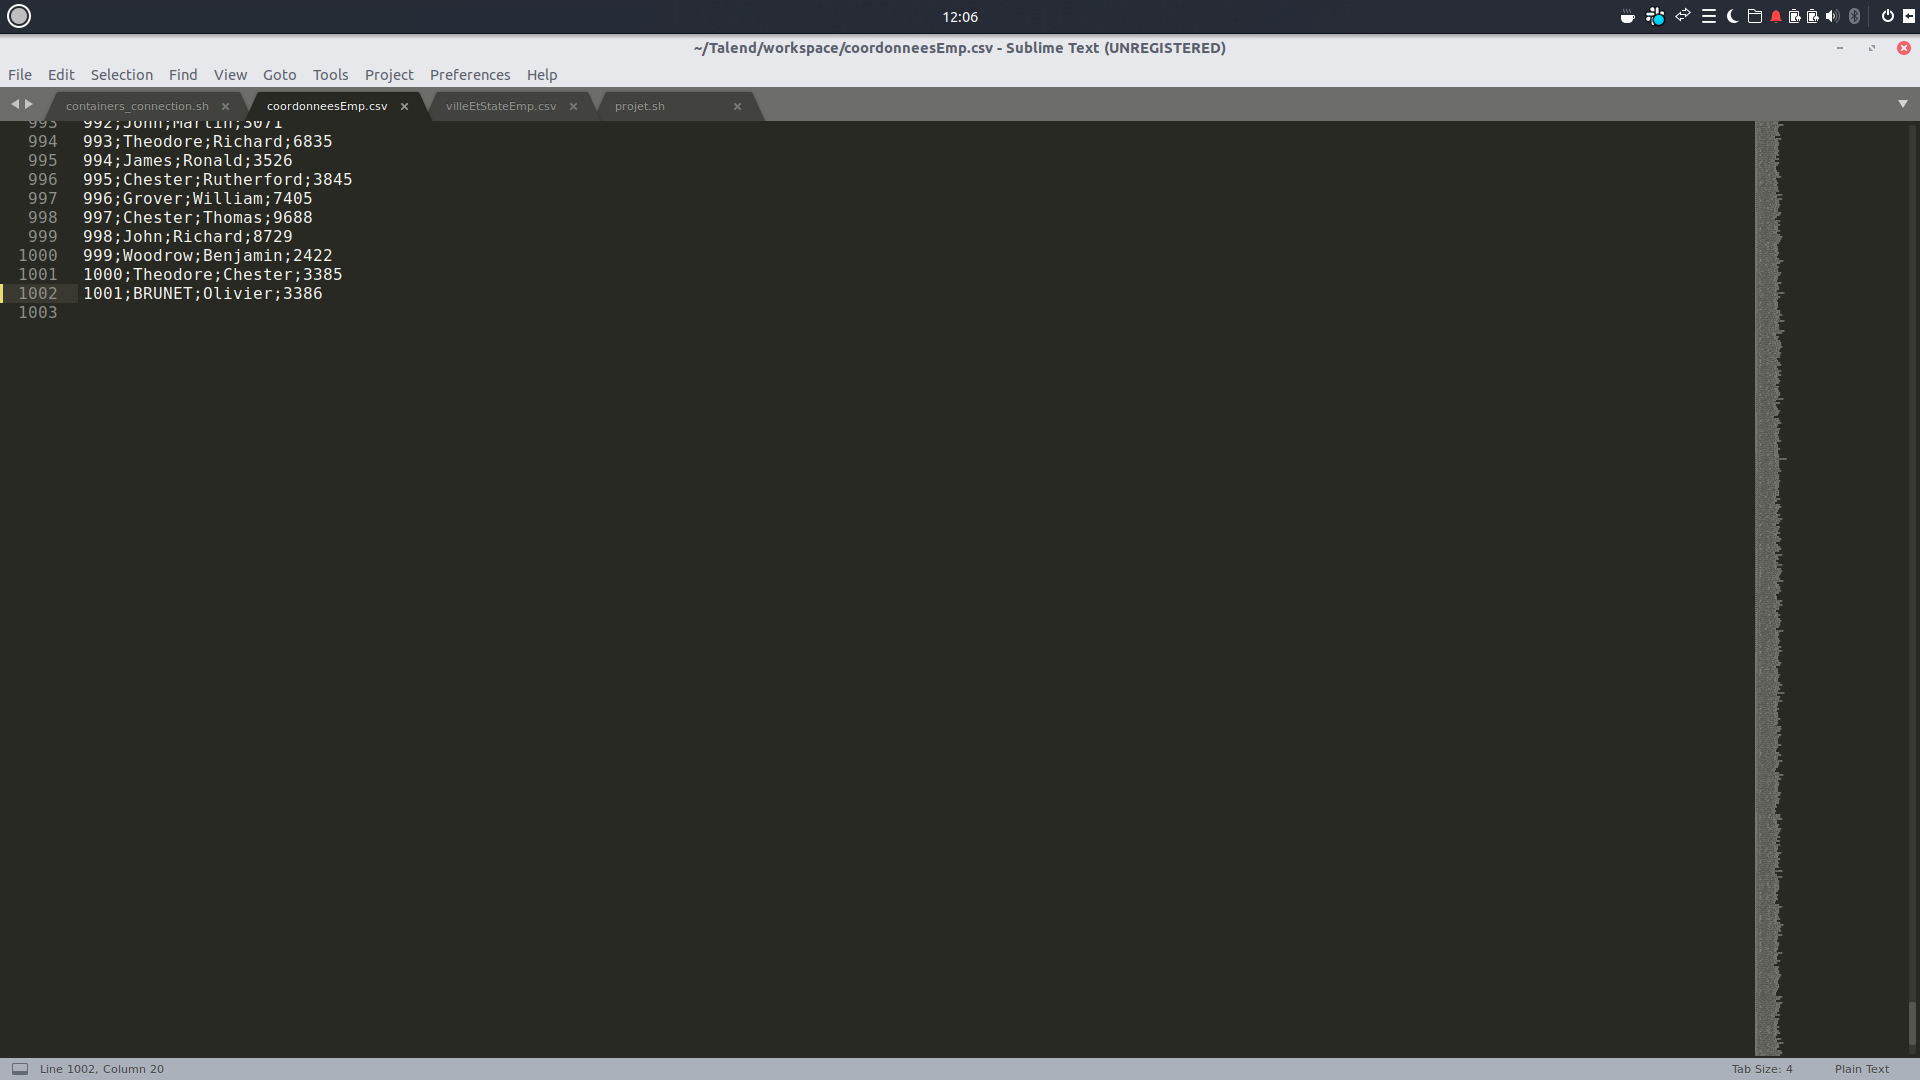 12:06
~/Talend/workspace/coordonneesEmp.csv - Sublime Text (UNREGISTERED)
File Edit Selection Find View Goto Tools Project Preferences Help
containers_connection.sh coordonneesEmp.csv villeEtStateEmp.csv projet.sh
993 992;John;Martin;3071
994 993;Theodore;Richard;6835
995 994;James;Ronald;3526
996 995;Chester;Rutherford;3845
997 996;Grover;William;7405
998 997;Chester;Thomas;9688
999 998;John;Richard;8729
1000 999;Woodrow;Benjamin;2422
1001 1000;Theodore;Chester;3385
1002 1001;BRUNET;Olivier;3386
1003
Line 1002, Column 20 Tab Size: 4 Plain Text